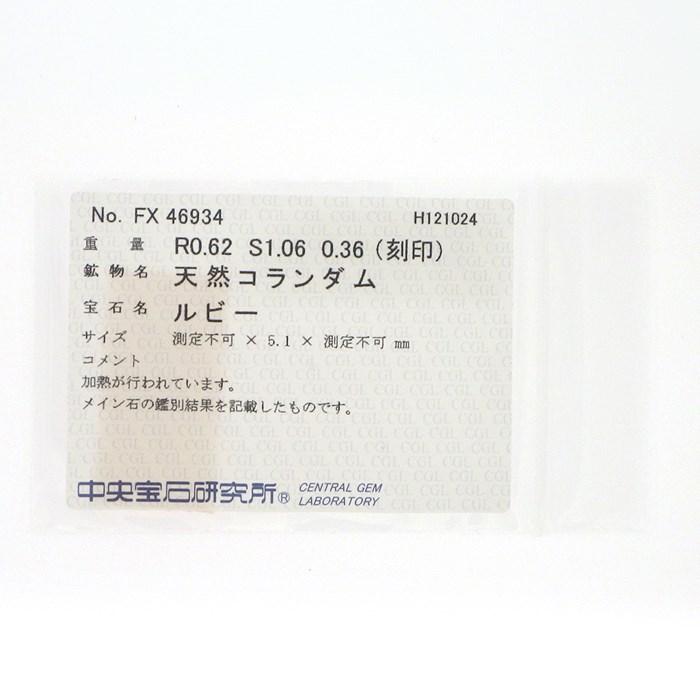 No. FX 46934 H121024
重 量 R0.62 S1.06 0.36 (刻印)
鉱物名 天然コランダム
宝石名 ルビー
サイズ 測定不可 × 5.1 × 測定不可 mm
コメント
加熱が行われています。
メイン石の鑑別結果を記載したものです。
中央宝石研究所® CENTRAL GEM
LABORATORY